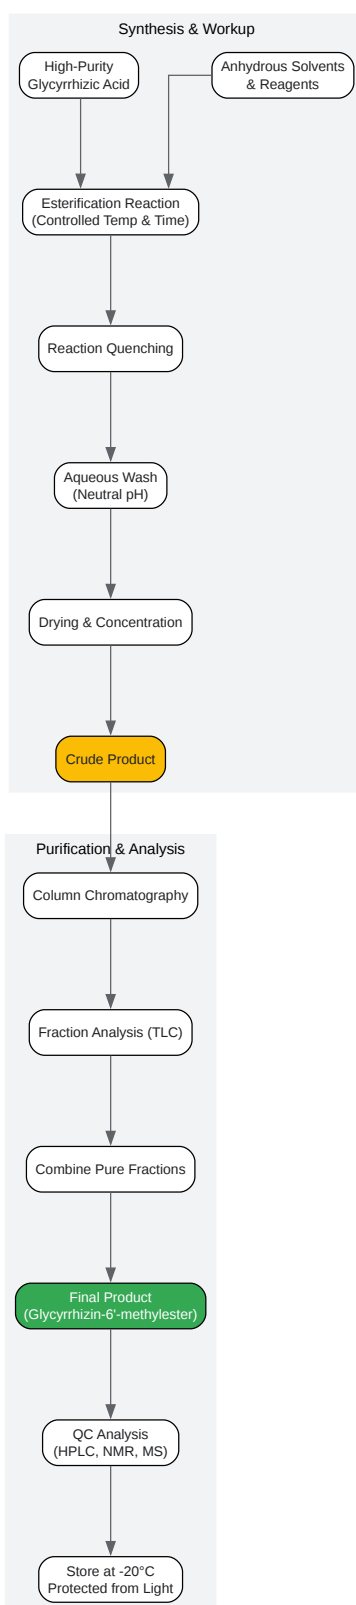 Synthesis & Workup
High-Purity
Glycyrrhizic Acid
Anhydrous Solvents
& Reagents
Esterification Reaction
(Controlled Temp & Time)
Reaction Quenching
Aqueous Wash
(Neutral pH)
Drying & Concentration
Crude Product
Purification & Analysis
Column Chromatography
Fraction Analysis (TLC)
Combine Pure Fractions
Final Product
(Glycyrrhizin-6'-methylester)
QC Analysis
(HPLC, NMR, MS)
Store at -20°C
Protected from Light